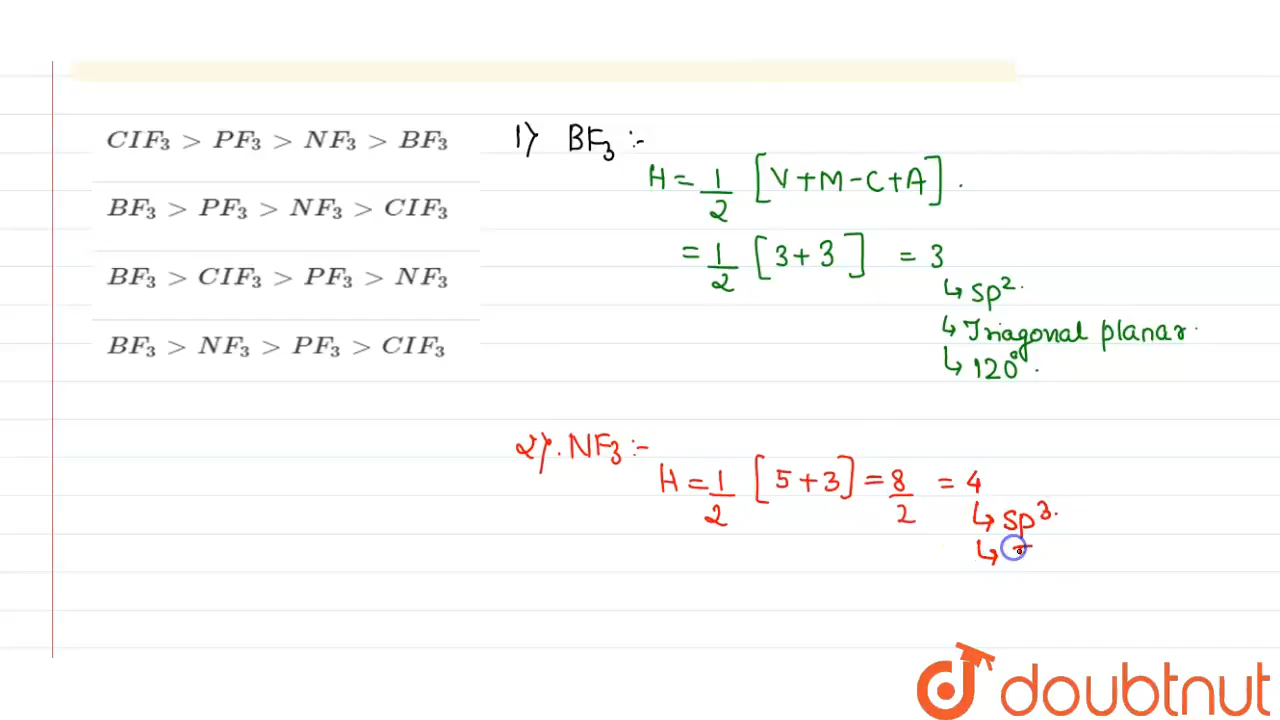 ClF₃ > PF₃ > NF₃ > BF₃
BF₃ > PF₃ > NF₃ > ClF₃
BF₃ > ClF₃ > PF₃ > NF₃
BF₃ > NF₃ > PF₃ > ClF₃
1) BF₃ :-
H = 1/2 [V+M-C+A].
= 1/2 [3+3] = 3
↳ sp².
↳ Triagonal planar.
↳ 120°.
2). NF₃ :-
H = 1/2 [5+3] = 8/2 = 4
↳ sp³.
↳
doubtnut